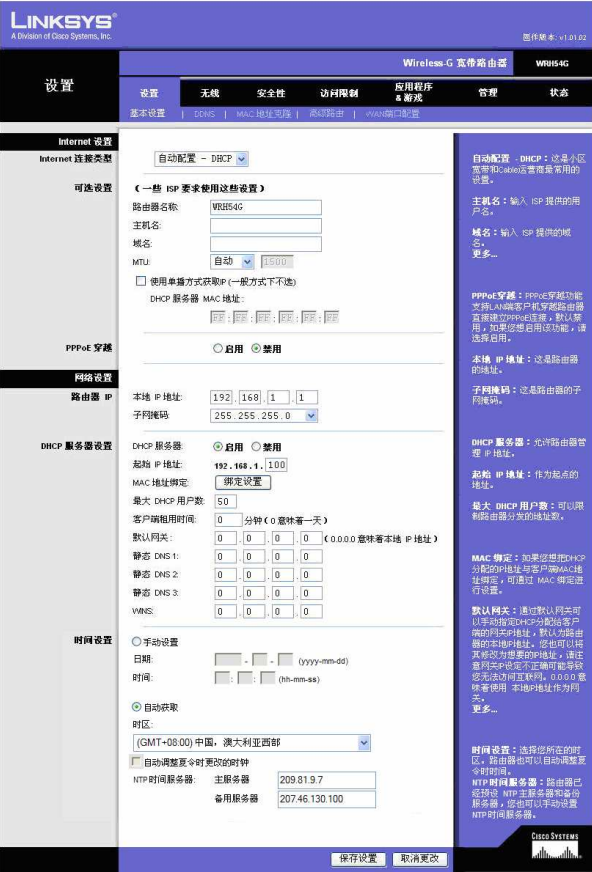 LINKSYS®
A Division of Cisco Systems, Inc.
固件版本: v1.01.02
Wireless-G 宽带路由器 WRH54G
设置
设置 无线 安全性 访问限制 应用程序 & 游戏 管理 状态
基本设置 | DDNS | MAC 地址克隆 | 高级路由 | WAN端口配置
Internet 设置
Internet 连接类型
自动配置 - DHCP
可选设置
(一些 ISP 要求使用这些设置)
路由器名称: WRH54G
主机名:
域名:
MTU: 自动 1500
使用单播方式获取IP(一般方式下不选)
DHCP 服务器 MAC 地址:
FF : FF : FF : FF : FF : FF
PPPoE 穿越
启用 禁用
网络设置
路由器 IP
本地 IP 地址: 192 . 168 . 1 . 1
子网掩码: 255.255.255.0
DHCP 服务器设置
DHCP 服务器: 启用 禁用
起始 IP 地址: 192.168.1. 100
MAC 地址绑定: 绑定设置
最大 DHCP 用户数: 50
客户端租用时间: 0 分钟(0 意味着一天)
默认网关: 0 . 0 . 0 . 0 (0.0.0.0 意味着本地 IP 地址)
静态 DNS 1: 0 . 0 . 0 . 0
静态 DNS 2: 0 . 0 . 0 . 0
静态 DNS 3: 0 . 0 . 0 . 0
WINS: 0 . 0 . 0 . 0
时间设置
手动设置
日期: - - (yyyy-mm-dd)
时间: : : (hh-mm-ss)
自动获取
时区:
(GMT+08:00) 中国，澳大利亚西部
自动调整夏令时更改的时钟
NTP时间服务器: 主服务器 209.81.9.7
备用服务器 207.46.130.100
保存设置 取消更改
自动配置 - DHCP：这是小区
宽带和Cable运营商最常用的
设置。
主机名：输入 ISP 提供的用
户名。
域名：输入 ISP 提供的域
名。
更多...
PPPoE穿越：PPPoE穿越功能
支持LAN端客户机穿越路由器
直接建立PPPoE连接，默认禁
用，如果您想启用该功能，请
选择启用。
本地 IP 地址：这是路由器
的地址。
子网掩码：这是路由器的子
网掩码。
DHCP 服务器：允许路由器管
理 IP 地址。
起始 IP 地址：作为起点的
地址。
最大 DHCP 用户数：可以限
制路由器分发的地址数。
MAC 绑定：如果您想把DHCP
分配的IP地址与客户端MAC地
址绑定，可通过 MAC 绑定进
行设置。
默认网关：通过默认网关可
以手动指定DHCP分配给客户
端的网关IP地址，默认为路由
器的本地IP地址。您也可以将
其修改为想要的IP地址，请注
意网关IP设定不正确可能导致
您无法访问互联网。0.0.0.0 意
味着使用 本地IP地址作为网
关。
更多...
时间设置：选择您所在的时
区。路由器也可以自动调整夏
令时时间。
NTP时间服务器：路由器已
经预设 NTP主服务器和备份
服务器，您也可以手动设置
NTP时间服务器。
CISCO SYSTEMS